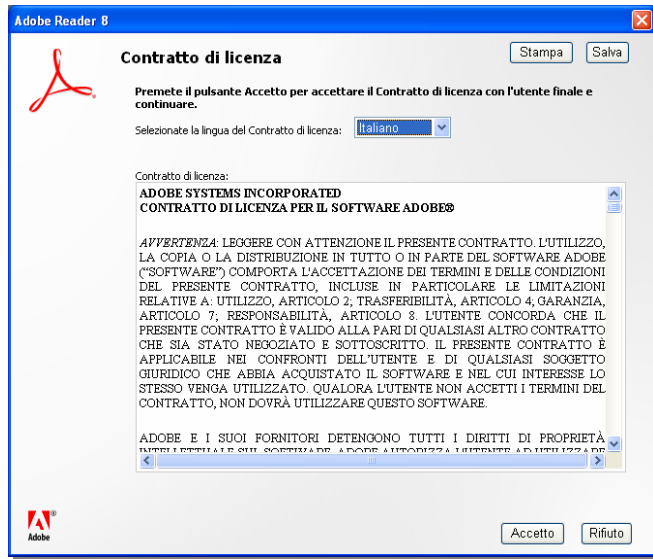 Adobe Reader 8
Contratto di licenza
Stampa
Salva
Premete il pulsante Accetto per accettare il Contratto di licenza con l'utente finale e
continuare.
Selezionate la lingua del Contratto di licenza:
Italiano
Contratto di licenza:
ADOBE SYSTEMS INCORPORATED
CONTRATTO DI LICENZA PER IL SOFTWARE ADOBE®
AVVERTENZA: LEGGERE CON ATTENZIONE IL PRESENTE CONTRATTO. L'UTILIZZO,
LA COPIA O LA DISTRIBUZIONE IN TUTTO O IN PARTE DEL SOFTWARE ADOBE
("SOFTWARE") COMPORTA L'ACCETTAZIONE DEI TERMINI E DELLE CONDIZIONI
DEL PRESENTE CONTRATTO, INCLUSE IN PARTICOLARE LE LIMITAZIONI
RELATIVE A: UTILIZZO, ARTICOLO 2; TRASFERIBILITÀ, ARTICOLO 4; GARANZIA,
ARTICOLO 7; RESPONSABILITÀ, ARTICOLO 8. L'UTENTE CONCORDA CHE IL
PRESENTE CONTRATTO È VALIDO ALLA PARI DI QUALSIASI ALTRO CONTRATTO
CHE SIA STATO NEGOZIATO E SOTTOSCRITTO. IL PRESENTE CONTRATTO È
APPLICABILE NEI CONFRONTI DELL'UTENTE E DI QUALSIASI SOGGETTO
GIURIDICO CHE ABBIA ACQUISTATO IL SOFTWARE E NEL CUI INTERESSE LO
STESSO VENGA UTILIZZATO. QUALORA L'UTENTE NON ACCETTI I TERMINI DEL
CONTRATTO, NON DOVRÀ UTILIZZARE QUESTO SOFTWARE.
ADOBE E I SUOI FORNITORI DETENGONO TUTTI I DIRITTI DI PROPRIETÀ
INTELLETTUALE SUL SOFTWARE. ADOBE AUTORIZZA L'UTENTE AD UTILIZZARE
Adobe
Accetto
Rifiuto